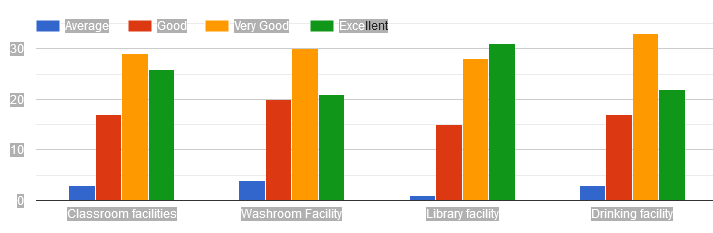 Average Good Very Good Excellent
30
20
10
0
Classroom facilities Washroom Facility Library facility Drinking facility